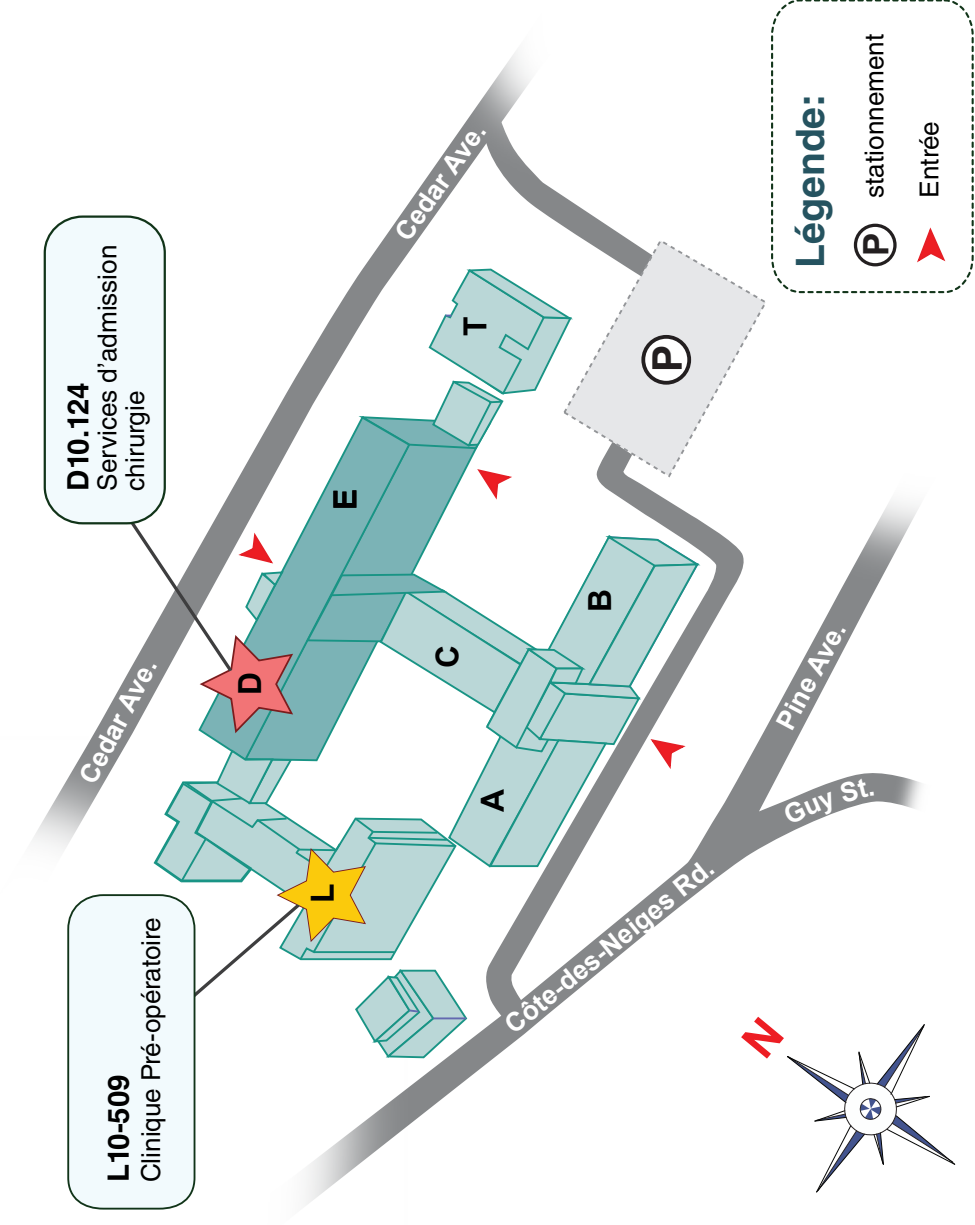 L10-509
Clinique Pré-opératoire
D10.124
Services d’admission
chirurgie
Cedar Ave.
Cedar Ave.
D
E
T
L
C
A
B
P
Côte-des-Neiges Rd.
Guy St.
Pine Ave.
N
Légende:
P stationnement
Entrée